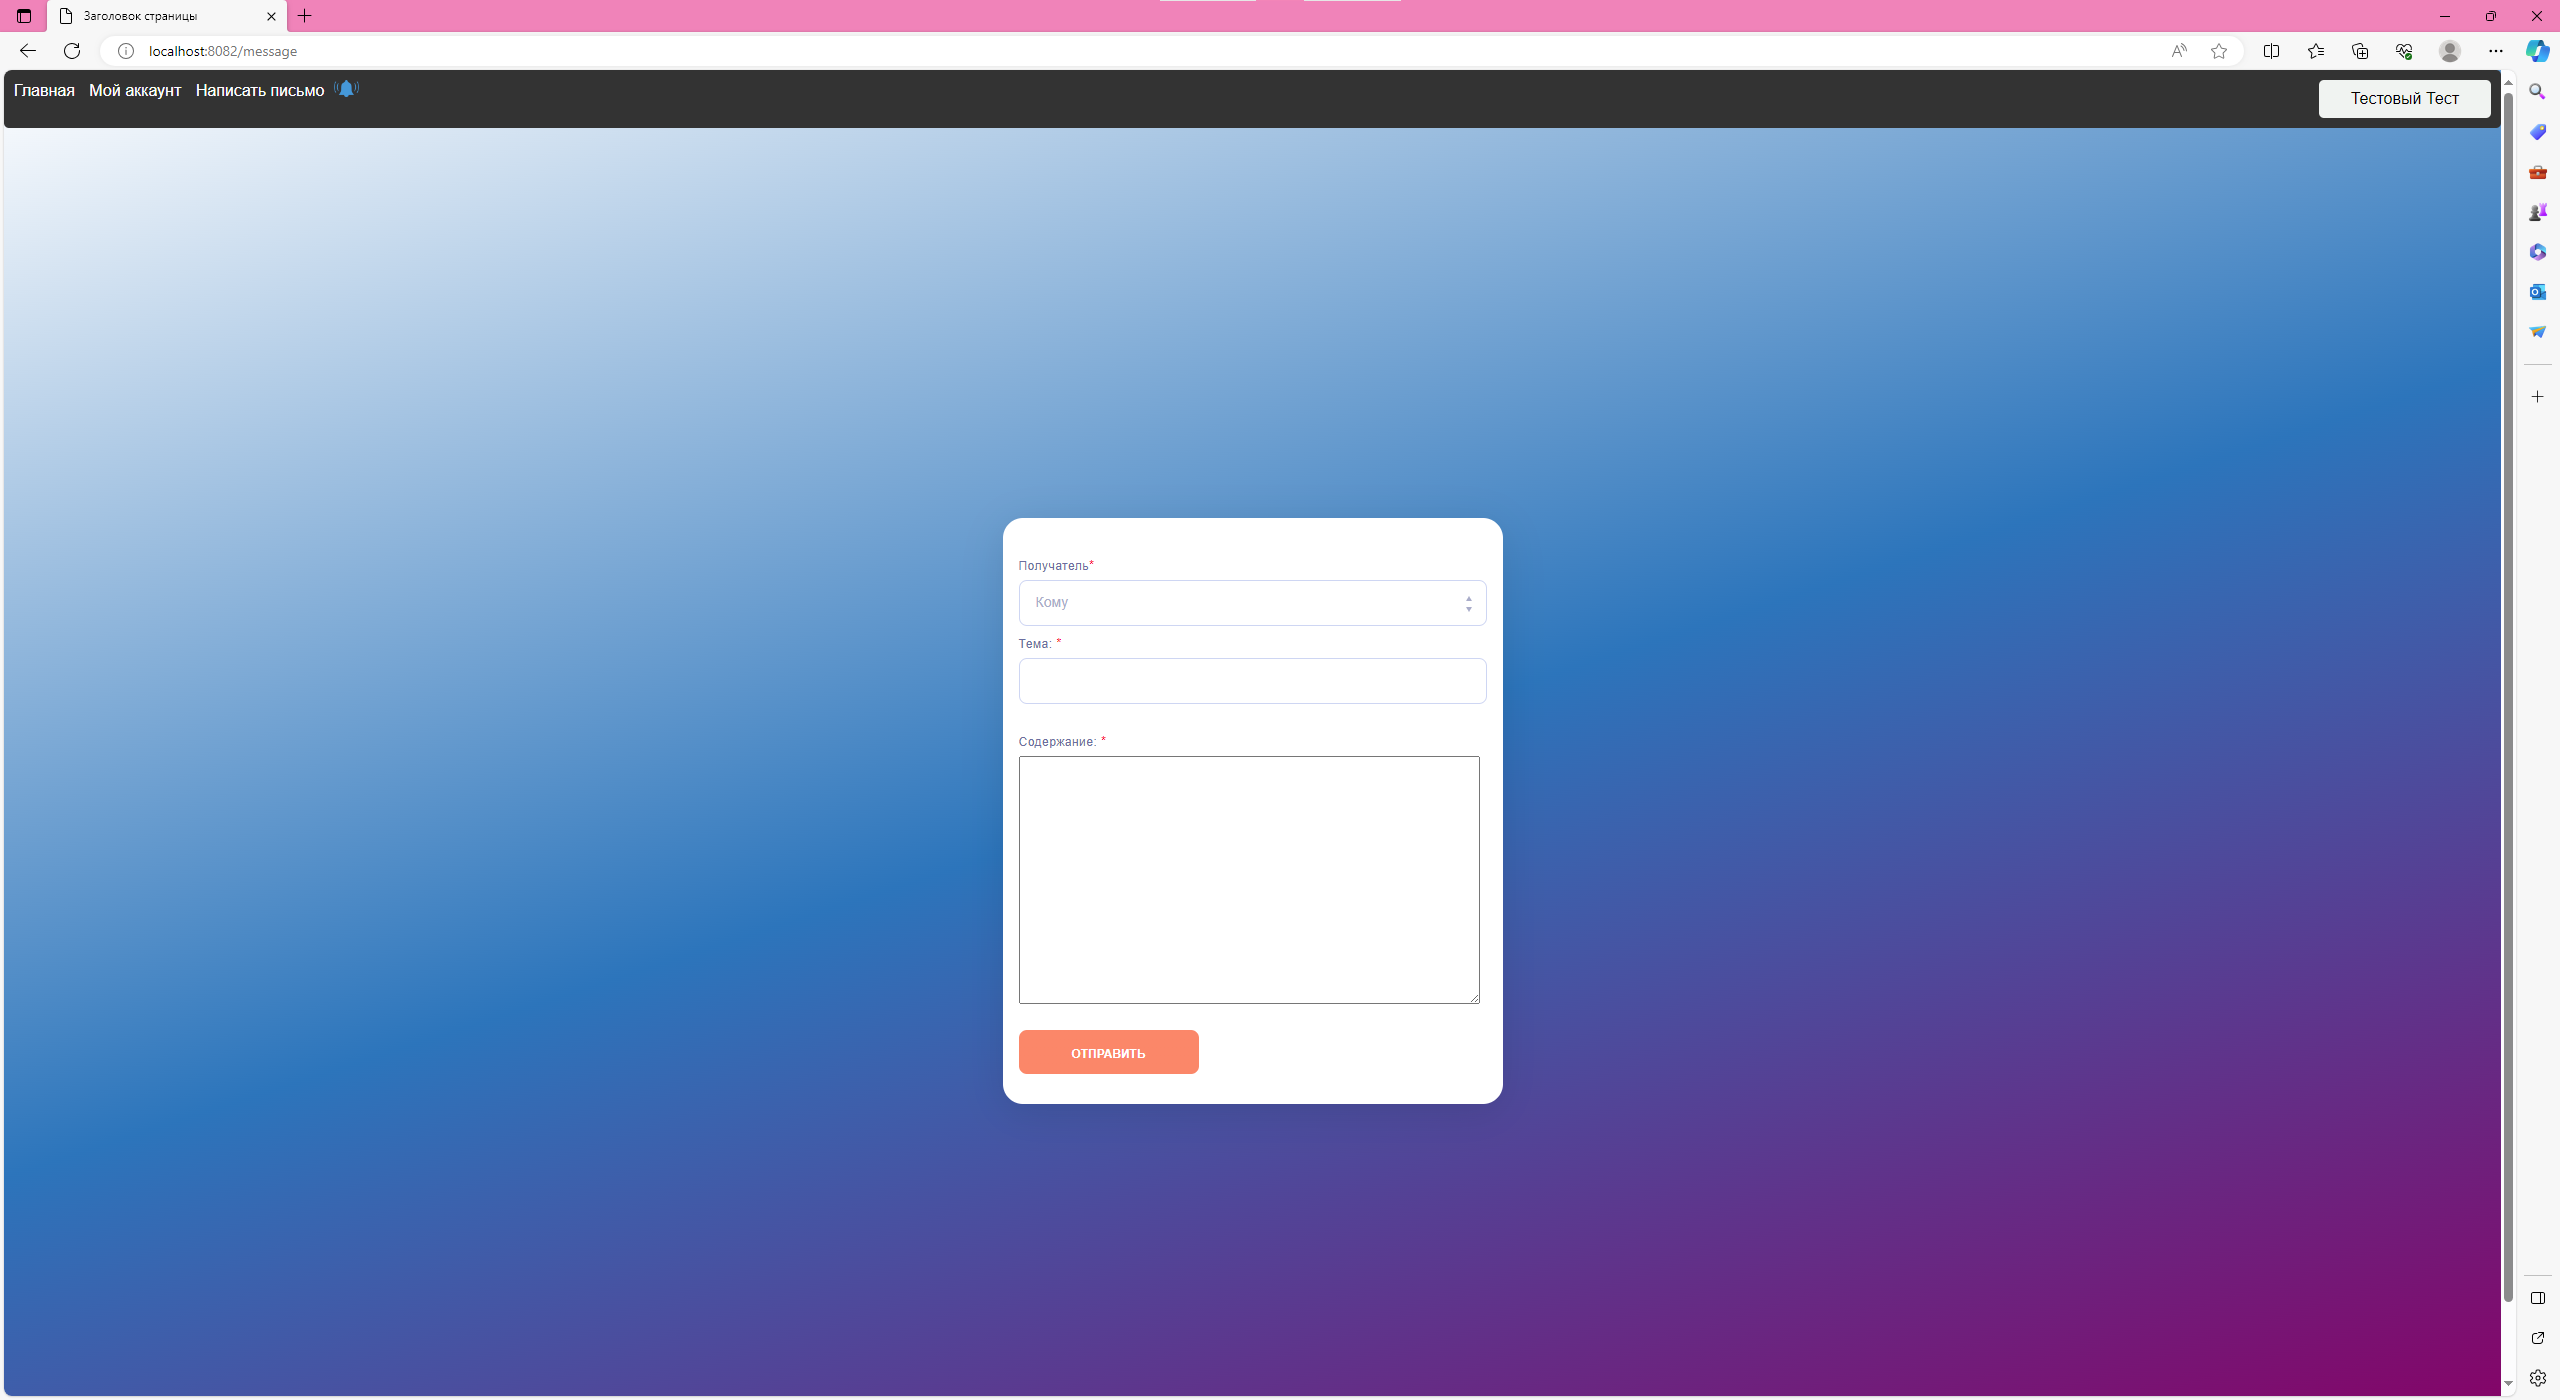 Заголовок страницы
localhost:8082/message
Главная Мой аккаунт Написать письмо
Тестовый Тест
Получатель*
Кому
Тема: *
Содержание: *
ОТПРАВИТЬ